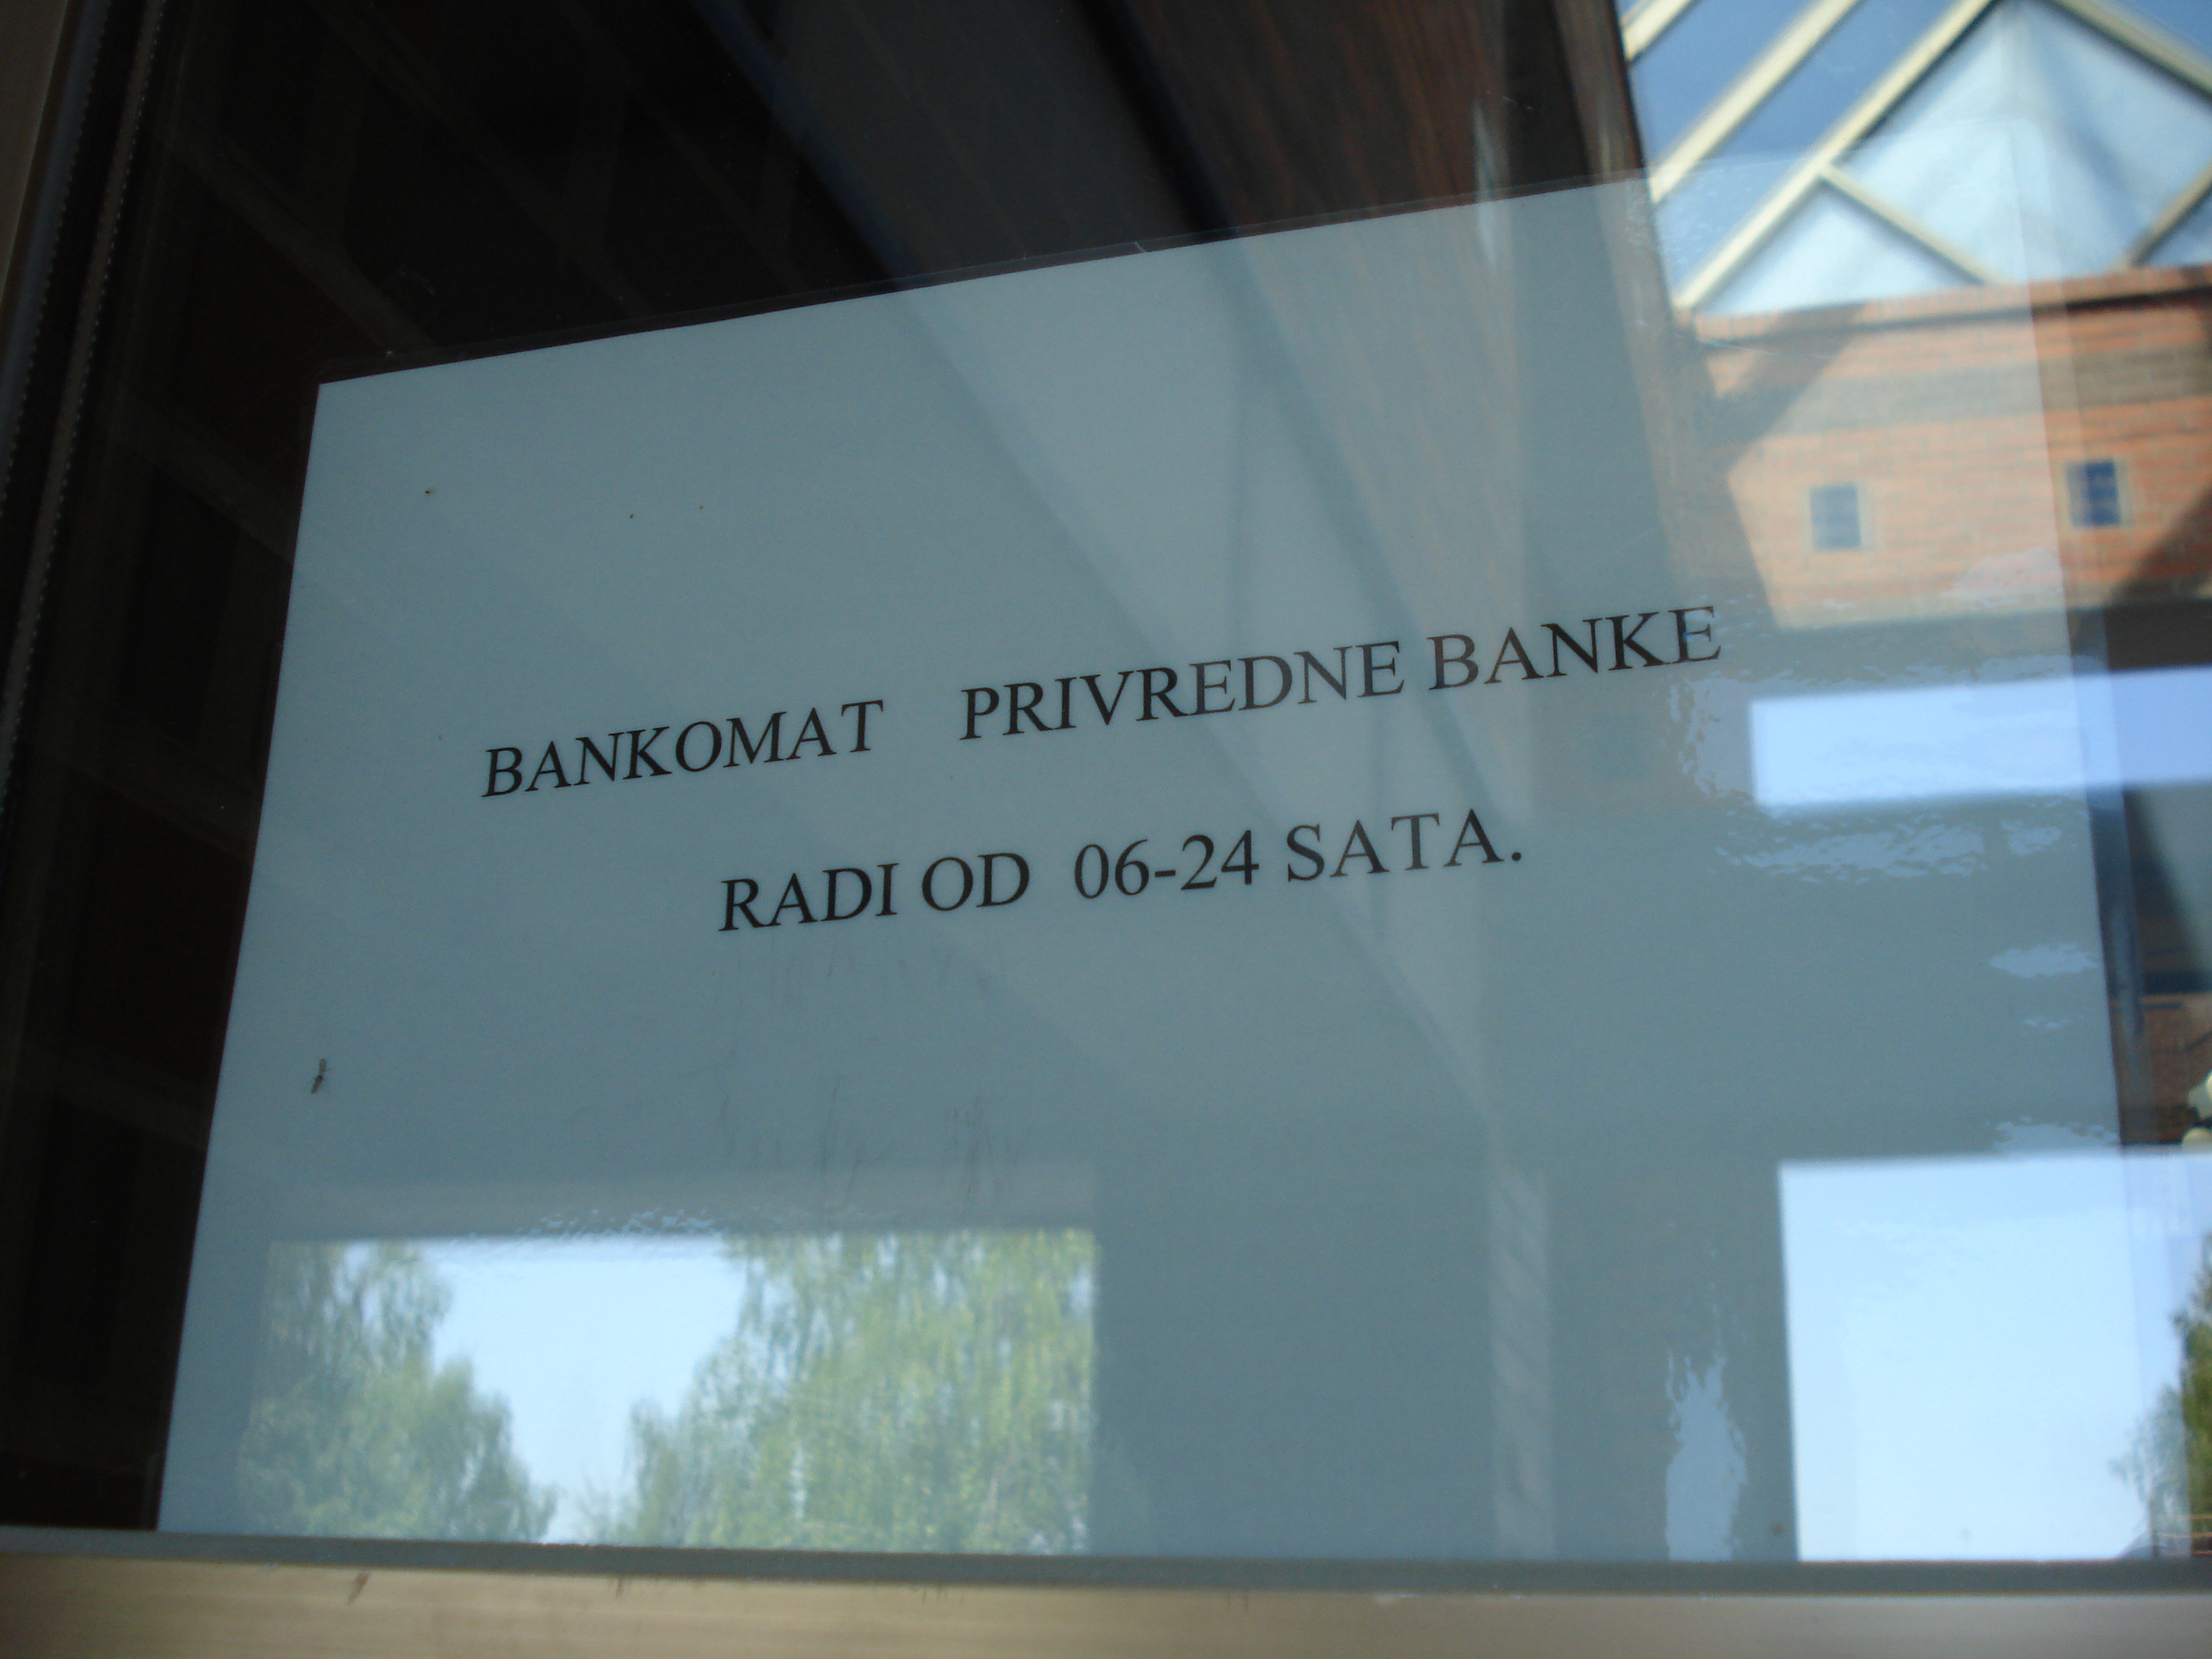 BANKOMAT PRIVREDNE BANKE
RADI OD 06-24 SATA.